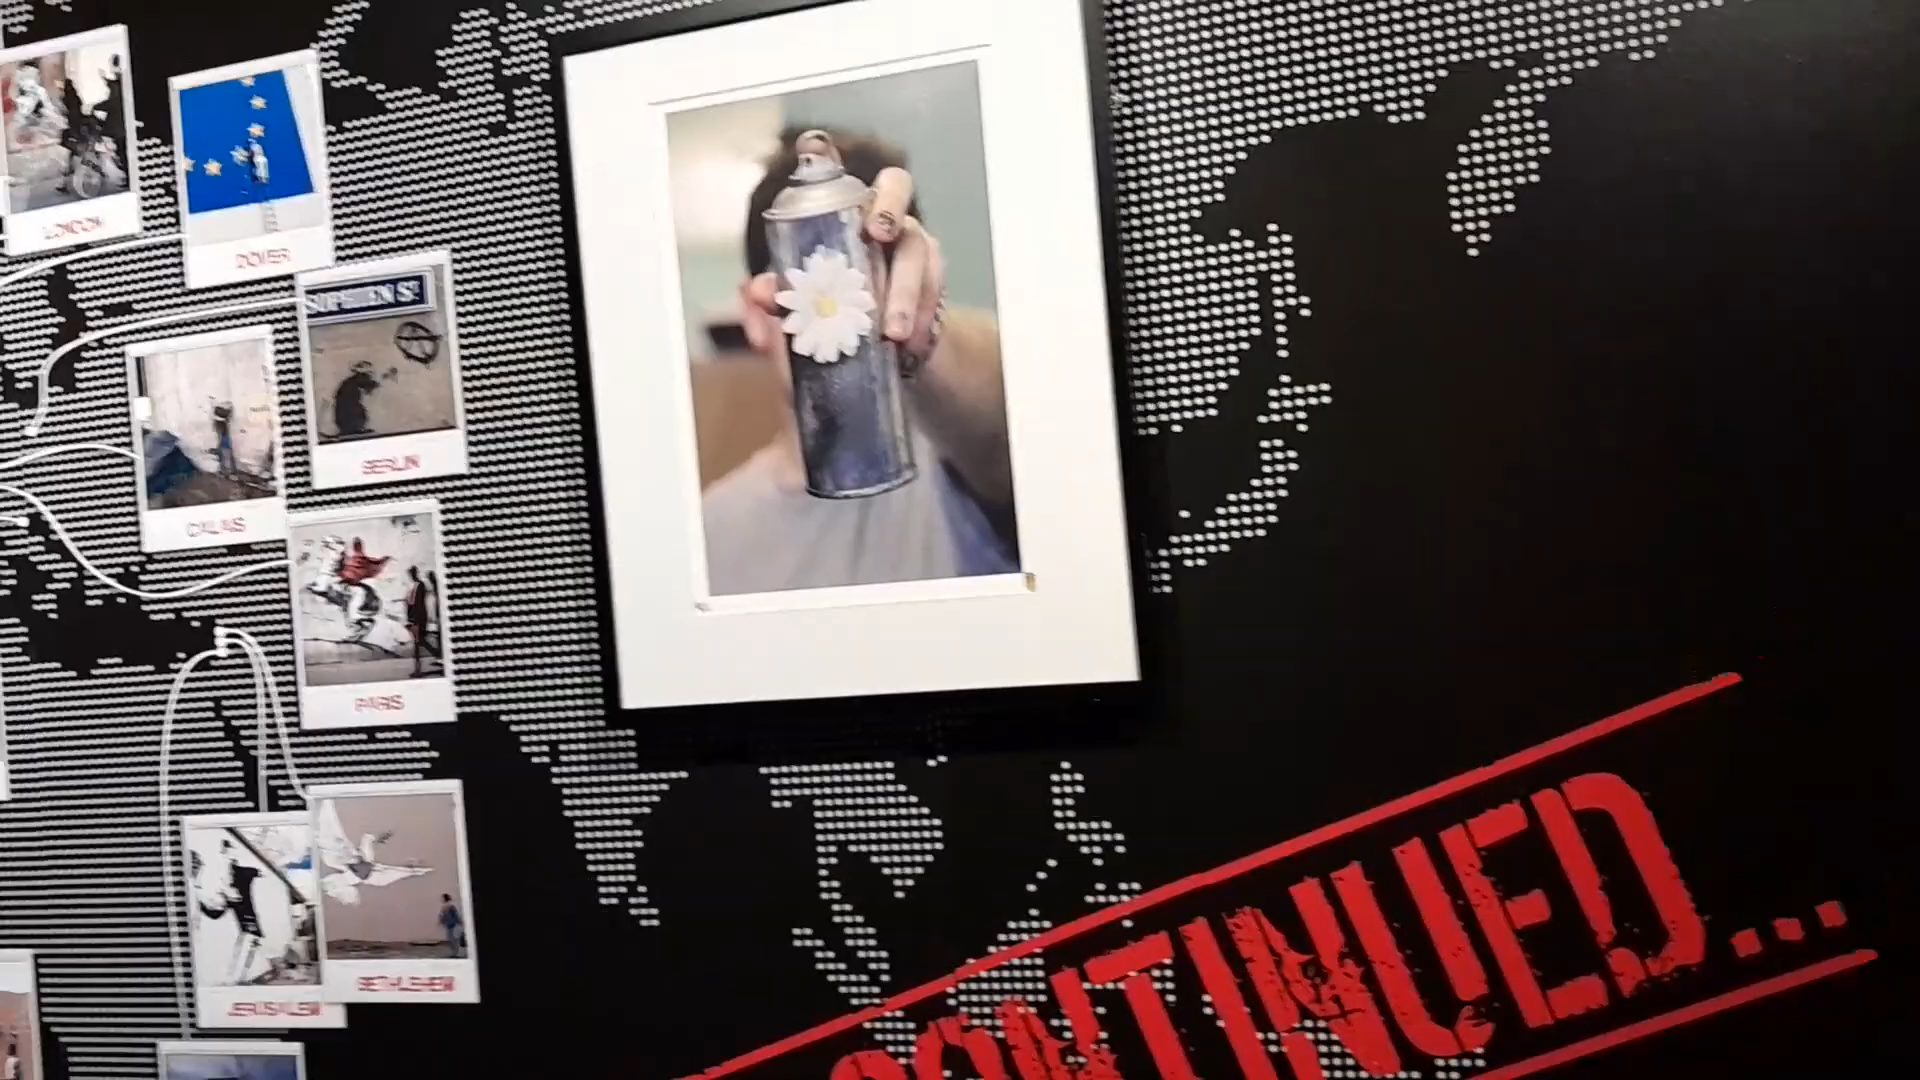 LONDON
DOVER
BERLIN
CALAIS
PARIS
BETHLEHEM
JERUSALEM
CONTINUED...